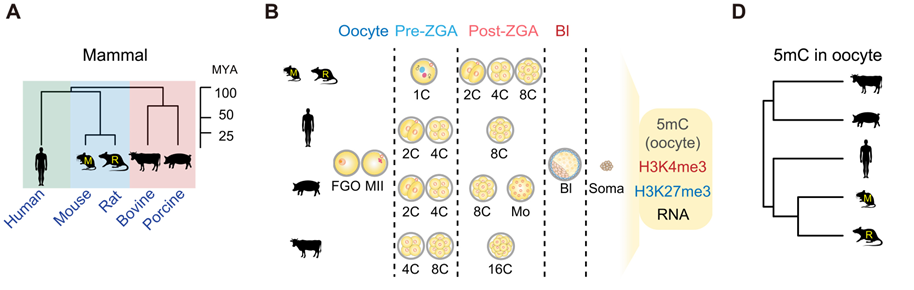 A
Mammal
MYA
100
50
25
M
R
Human
Mouse
Rat
Bovine
Porcine
B
Oocyte Pre-ZGA Post-ZGA Bl
M
R
1C
2C 4C 8C
2C 4C
8C
FGO MII
Bl
Soma
2C 4C
8C Mo
4C 8C
16C
5mC
(oocyte)
H3K4me3
H3K27me3
RNA
D
5mC in oocyte
M
R